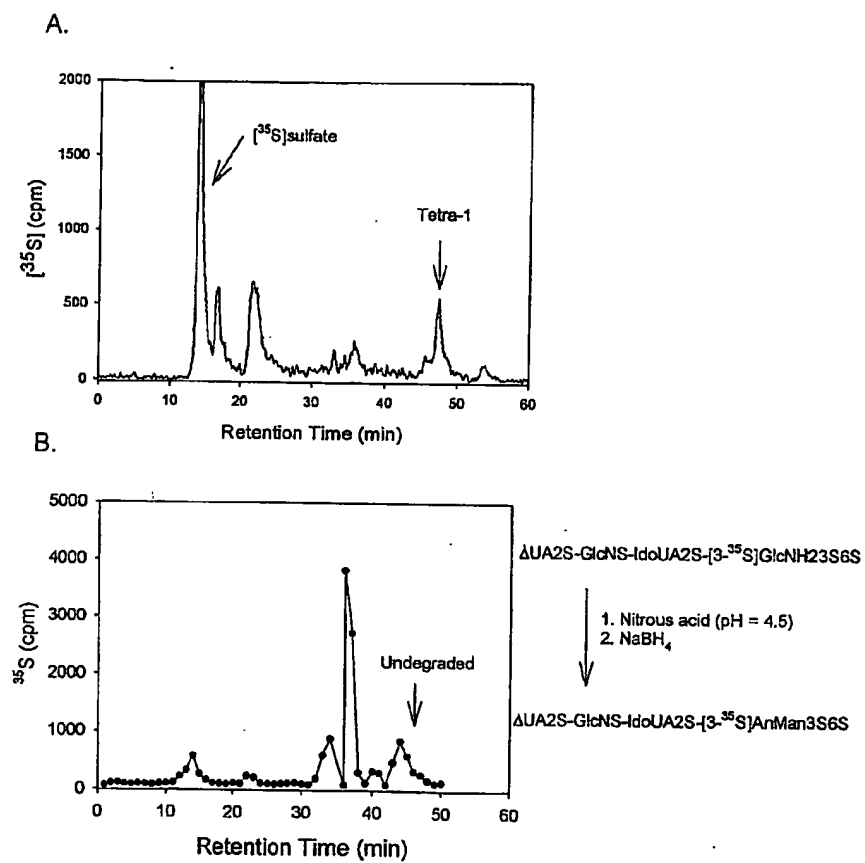 A.
2000
1500
1000
500
0
[³⁵S] (cpm)
[³⁵S]sulfate
Tetra-1
0 10 20 30 40 50 60
Retention Time (min)
B.
5000
4000
3000
2000
1000
0
³⁵S (cpm)
Undegraded
0 10 20 30 40 50 60
Retention Time (min)
ΔUA2S-GlcNS-IdoUA2S-[3-³⁵S]GlcNH23S6S
1. Nitrous acid (pH = 4.5)
2. NaBH₄
ΔUA2S-GlcNS-IdoUA2S-[3-³⁵S]AnMan3S6S